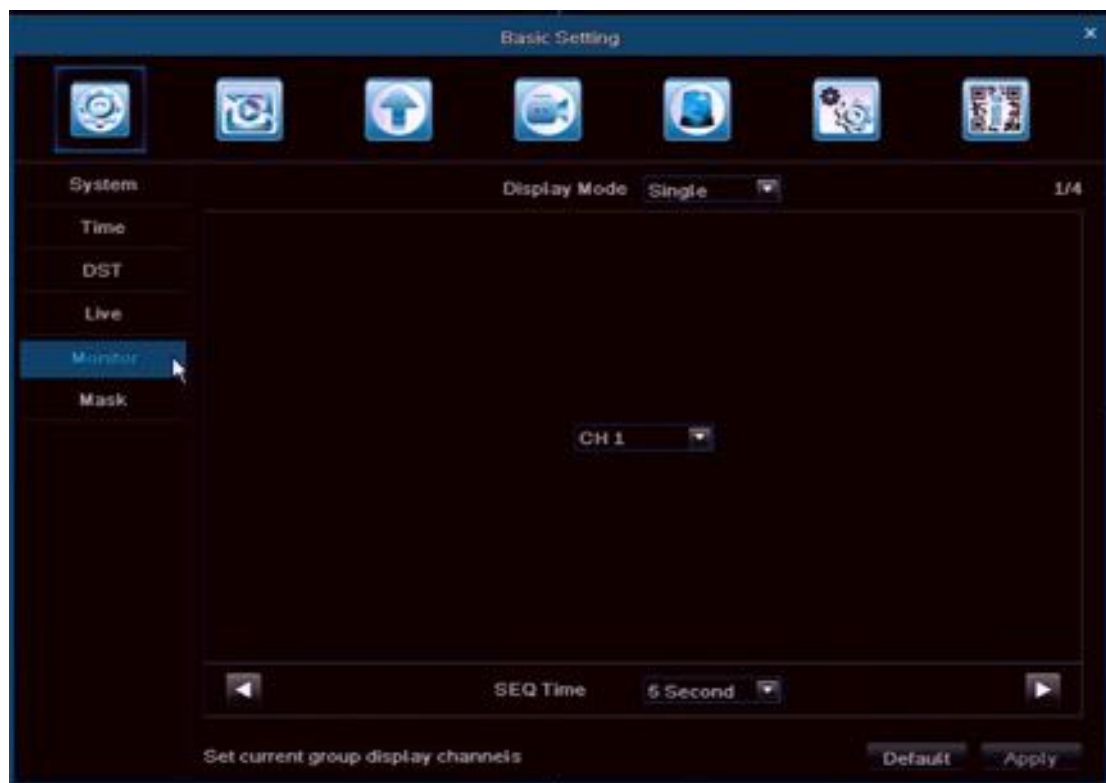 Basic Setting
×
System
Display Mode Single
1/4
Time
DST
Live
Monitor
Mask
CH 1
SEQ Time 5 Second
Set current group display channels
Default
Apply